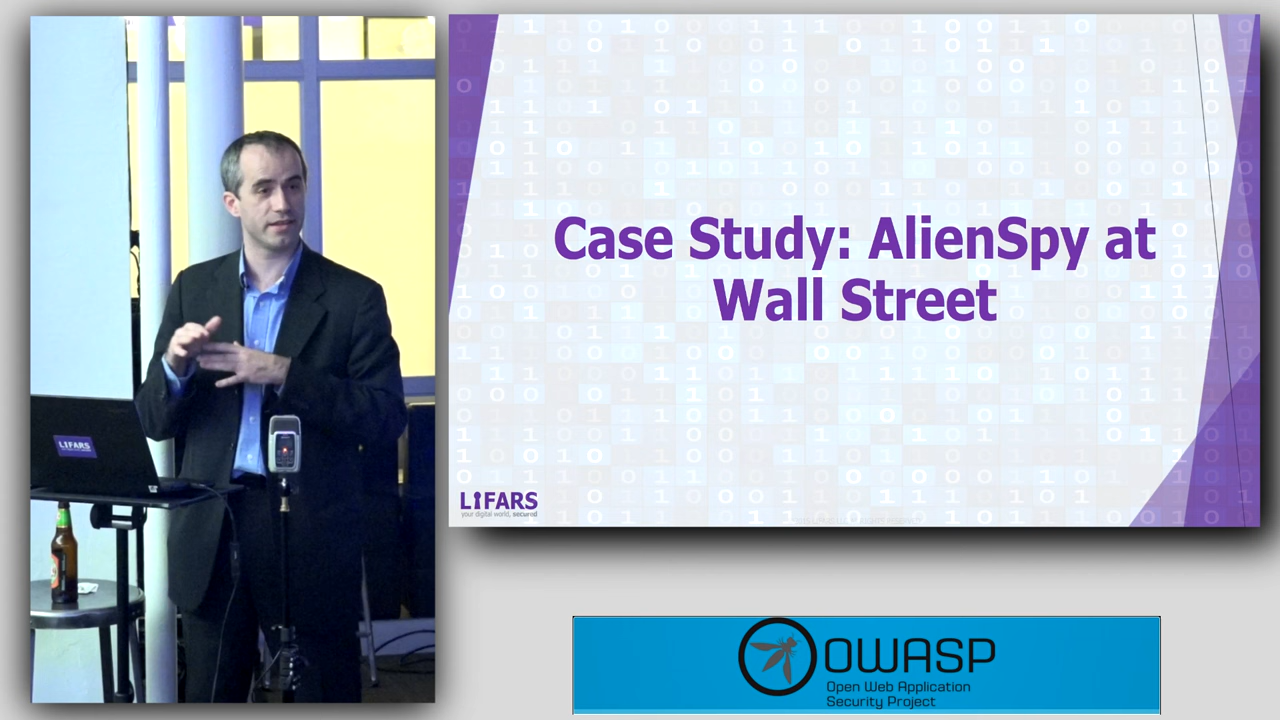 Case Study: AlienSpy at
Wall Street
LIFARS
LIFARS
your digital world, secured
OWASP
Open Web Application
Security Project